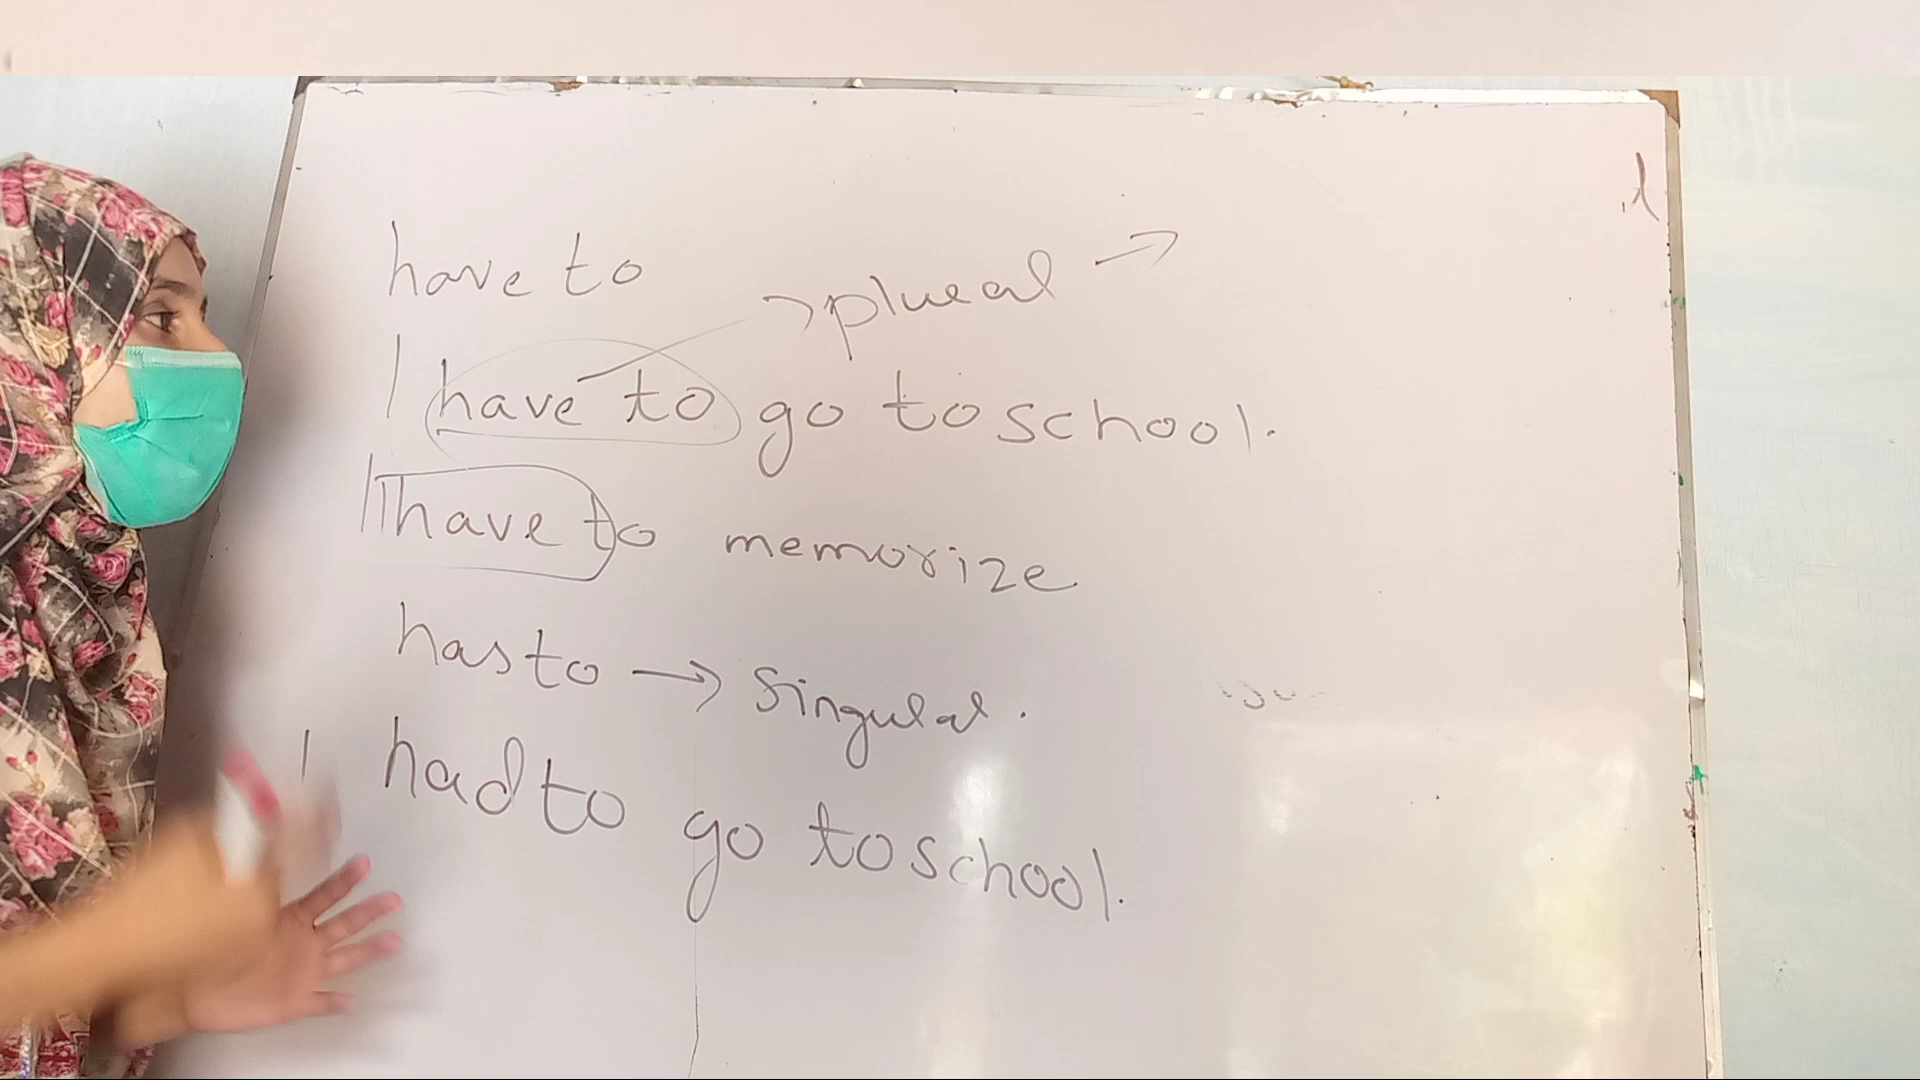 have to
→ plural →
I have to go to school.
I have to memorize
has to → Singular.
I had to go to school.